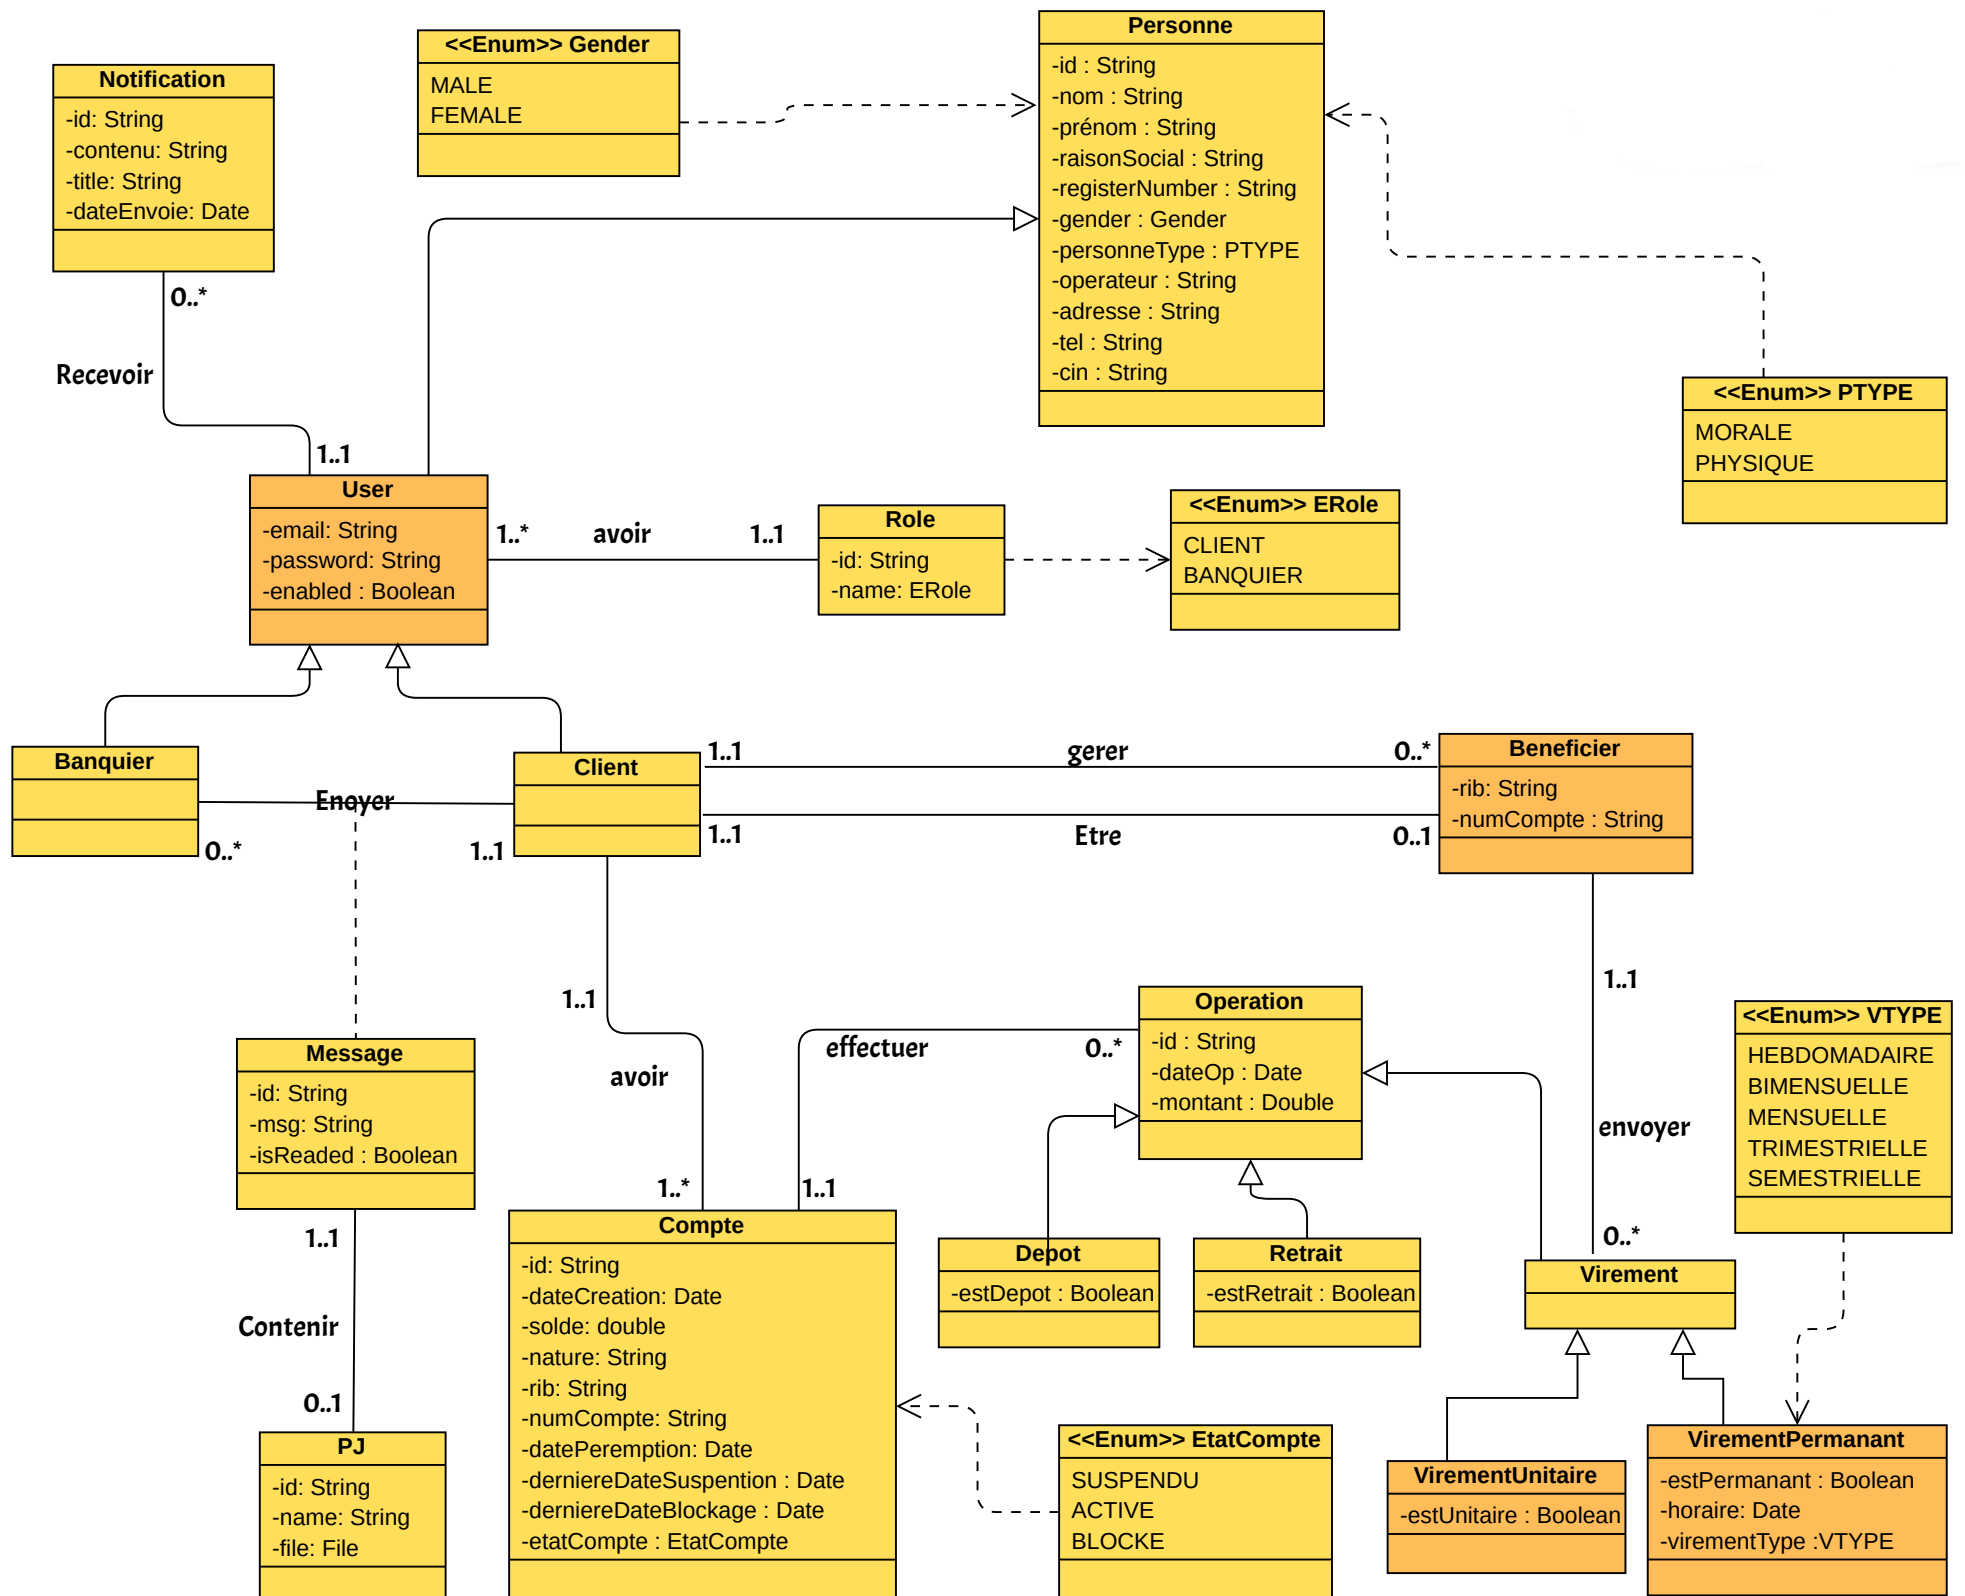 Personne
-id : String
-nom : String
-prénom : String
-raisonSocial : String
-registerNumber : String
-gender : Gender
-personneType : PTYPE
-operateur : String
-adresse : String
-tel : String
-cin : String
<<Enum>> Gender
MALE
FEMALE
Notification
-id: String
-contenu: String
-title: String
-dateEnvoie: Date
0..*
Recevoir
1..1
<<Enum>> PTYPE
MORALE
PHYSIQUE
User
-email: String
-password: String
-enabled : Boolean
1..*
avoir
1..1
Role
-id: String
-name: ERole
<<Enum>> ERole
CLIENT
BANQUIER
Banquier
Enoyer
0..*
1..1
Client
1..1
gerer
0..*
1..1
Etre
0..1
Beneficier
-rib: String
-numCompte : String
1..1
envoyer
0..*
1..1
avoir
1..*
effectuer
0..*
1..1
Operation
-id : String
-dateOp : Date
-montant : Double
<<Enum>> VTYPE
HEBDOMADAIRE
BIMENSUELLE
MENSUELLE
TRIMESTRIELLE
SEMESTRIELLE
Message
-id: String
-msg: String
-isReaded : Boolean
1..1
Contenir
0..1
PJ
-id: String
-name: String
-file: File
Compte
-id: String
-dateCreation: Date
-solde: double
-nature: String
-rib: String
-numCompte: String
-datePeremption: Date
-derniereDateSuspention : Date
-derniereDateBlockage : Date
-etatCompte : EtatCompte
Depot
-estDepot : Boolean
Retrait
-estRetrait : Boolean
Virement
<<Enum>> EtatCompte
SUSPENDU
ACTIVE
BLOCKE
VirementUnitaire
-estUnitaire : Boolean
VirementPermanant
-estPermanant : Boolean
-horaire: Date
-virementType :VTYPE